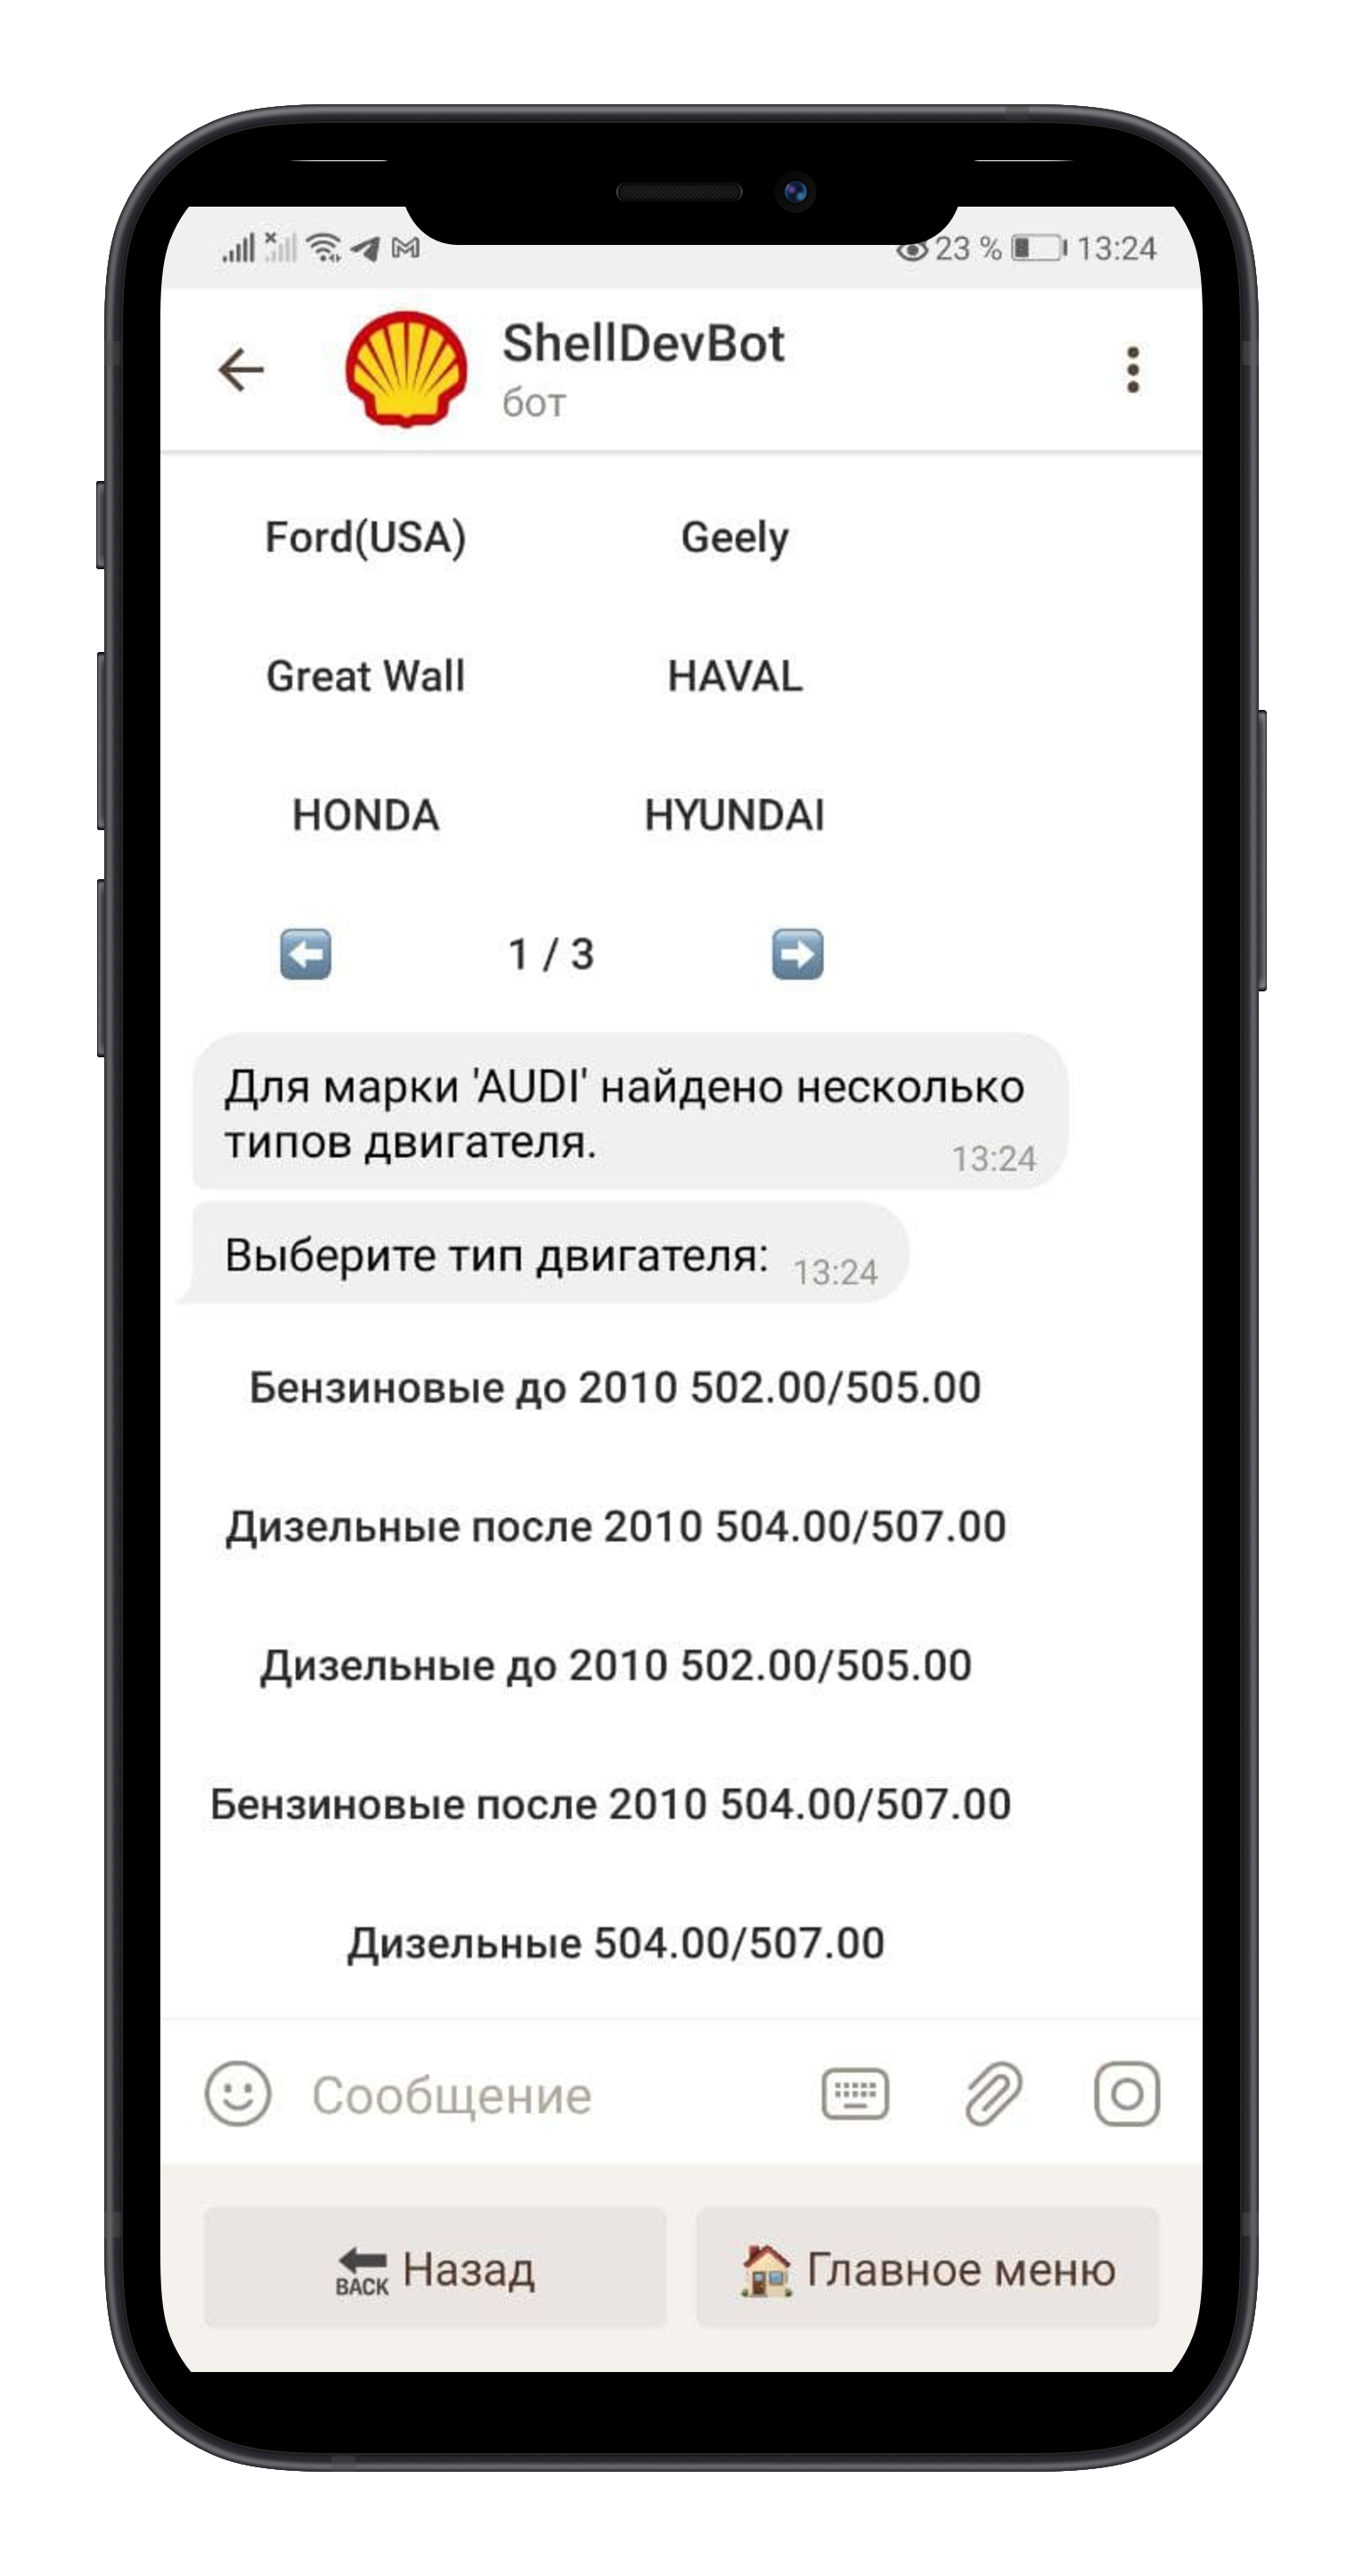 23 % 13:24
ShellDevBot
бот
Ford(USA) Geely
Great Wall HAVAL
HONDA HYUNDAI
1 / 3
Для марки 'AUDI' найдено несколько
типов двигателя.
13:24
Выберите тип двигателя: 13:24
Бензиновые до 2010 502.00/505.00
Дизельные после 2010 504.00/507.00
Дизельные до 2010 502.00/505.00
Бензиновые после 2010 504.00/507.00
Дизельные 504.00/507.00
Сообщение
BACK Назад Главное меню